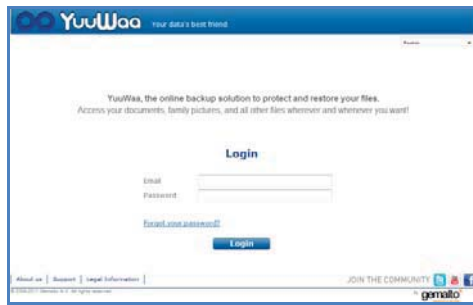 YuuWaa Your data's best friend
YuuWaa, the online backup solution to protect and restore your files.
Access your documents, family pictures, and all other files wherever and whenever you want!
Login
Email
Password
Forgot your password?
Login
About us | Support | Legal Information |
JOIN THE COMMUNITY
gemalto